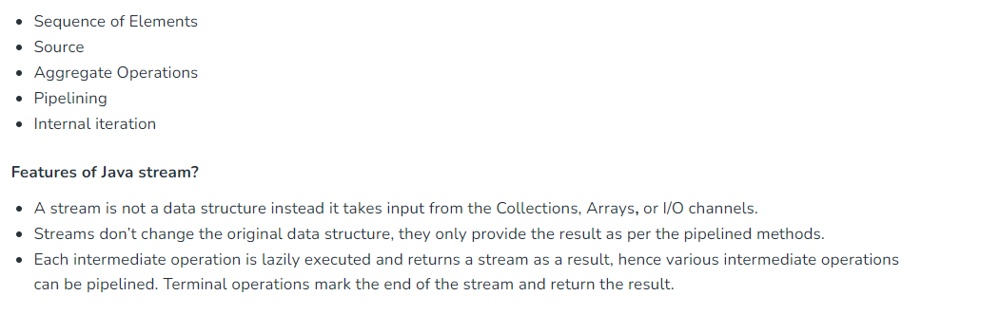 • Sequence of Elements
• Source
• Aggregate Operations
• Pipelining
• Internal iteration
Features of Java stream?
• A stream is not a data structure instead it takes input from the Collections, Arrays, or I/O channels.
• Streams don’t change the original data structure, they only provide the result as per the pipelined methods.
• Each intermediate operation is lazily executed and returns a stream as a result, hence various intermediate operations
can be pipelined. Terminal operations mark the end of the stream and return the result.